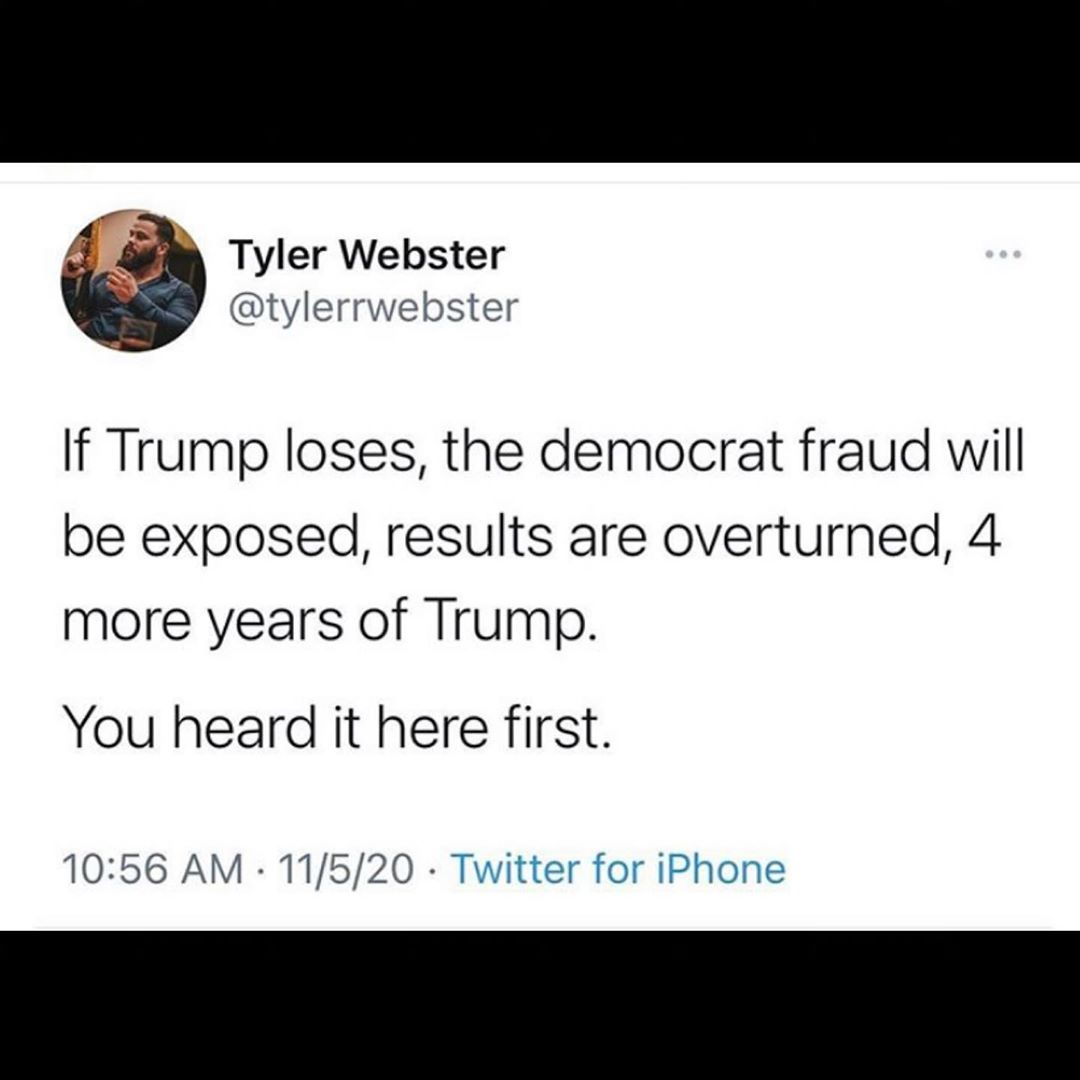 Tyler Webster
@tylerrwebster
If Trump loses, the democrat fraud will
be exposed, results are overturned, 4
more years of Trump.
You heard it here first.
10:56 AM · 11/5/20 · Twitter for iPhone